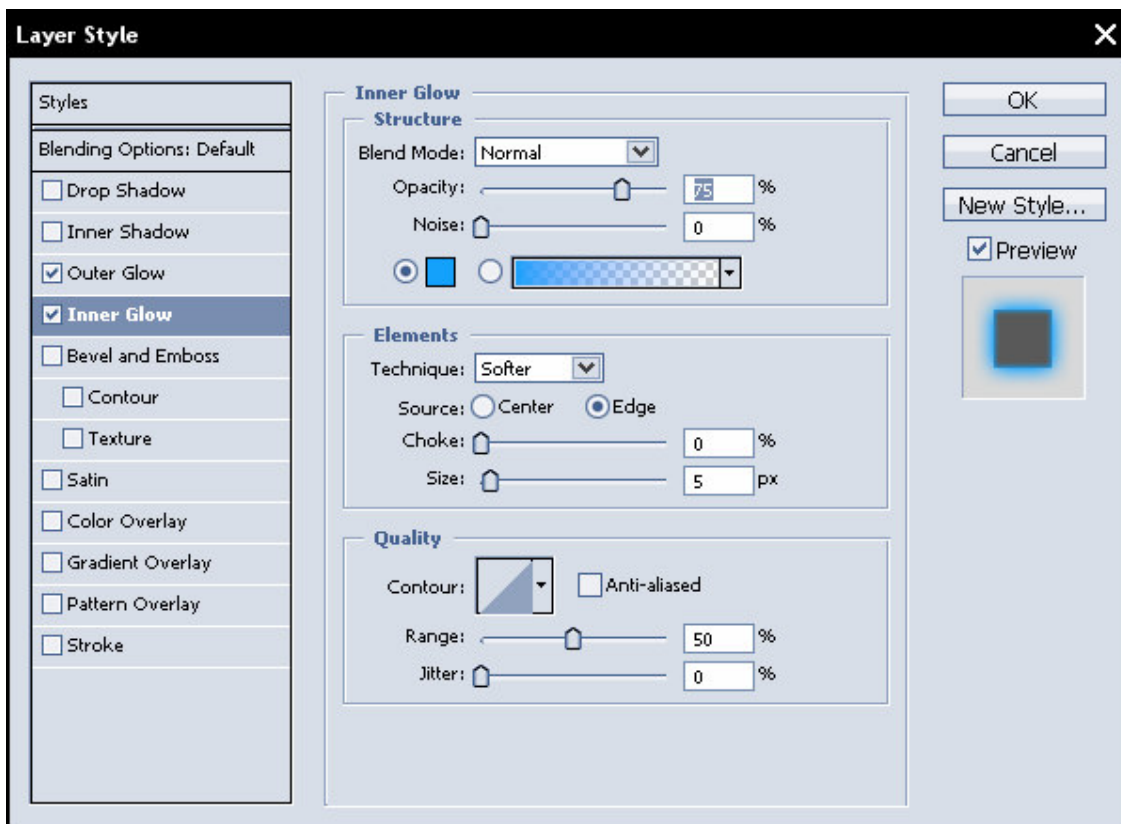 Layer Style
Styles
Blending Options: Default
Drop Shadow
Inner Shadow
Outer Glow
Inner Glow
Bevel and Emboss
Contour
Texture
Satin
Color Overlay
Gradient Overlay
Pattern Overlay
Stroke
Inner Glow
Structure
Blend Mode: Normal
Opacity: 75 %
Noise: 0 %
Elements
Technique: Softer
Source: Center Edge
Choke: 0 %
Size: 5 px
Quality
Contour: Anti-aliased
Range: 50 %
Jitter: 0 %
OK
Cancel
New Style...
Preview